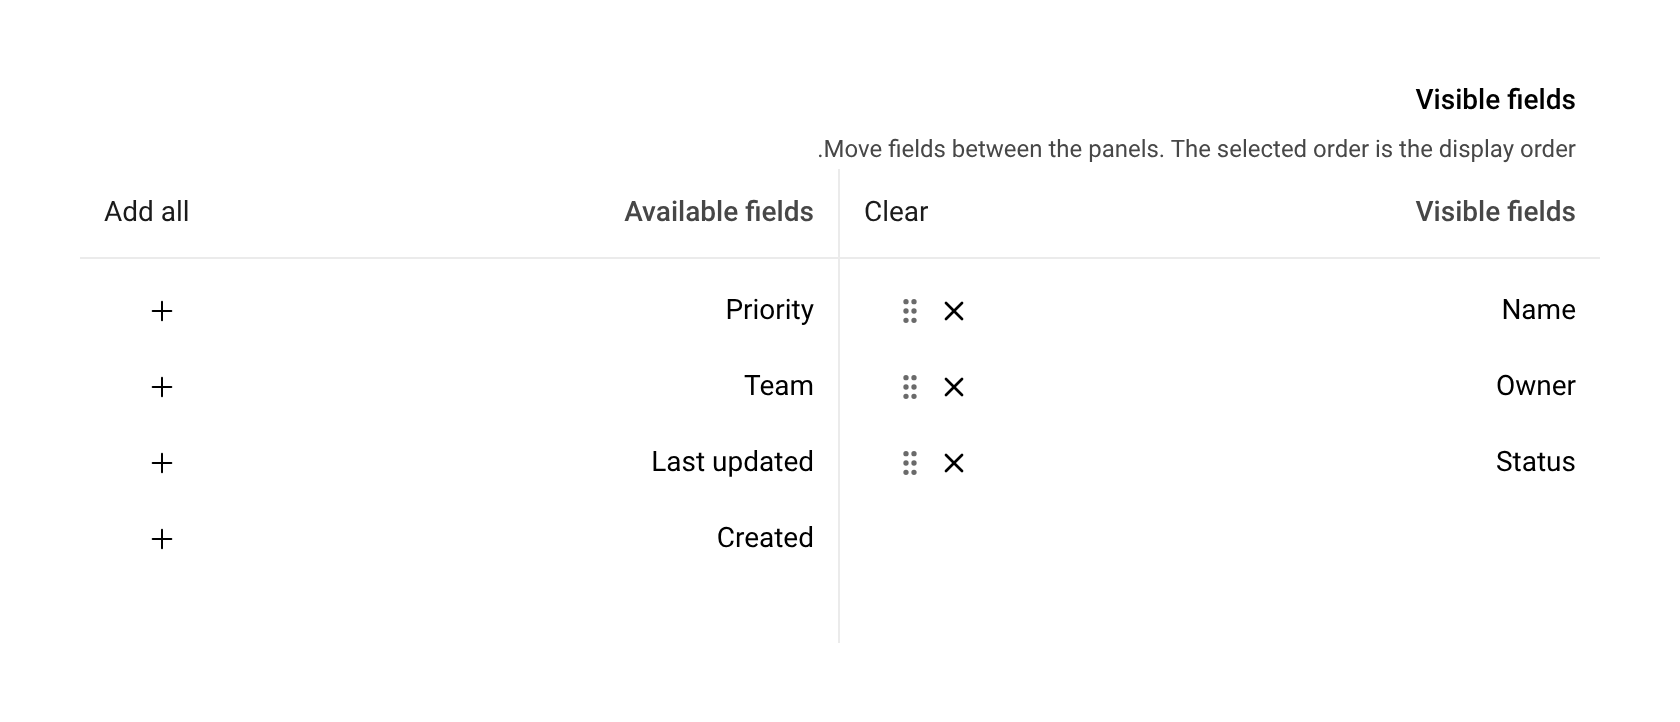 Visible fields
.Move fields between the panels. The selected order is the display order
Visible fields
Clear
Available fields
Add all
Name
Owner
Status
Priority
Team
Last updated
Created